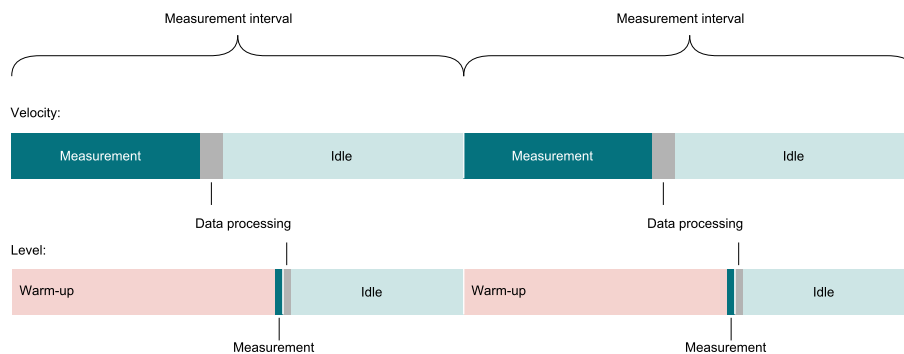 Measurement interval
Measurement interval
Velocity:
Measurement
Idle
Measurement
Idle
Data processing
Data processing
Level:
Warm-up
Idle
Warm-up
Idle
Measurement
Measurement